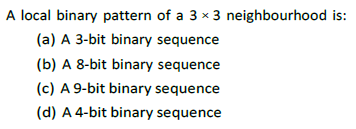 A local binary pattern of a 3 × 3 neighbourhood is:
(a) A 3-bit binary sequence
(b) A 8-bit binary sequence
(c) A 9-bit binary sequence
(d) A 4-bit binary sequence